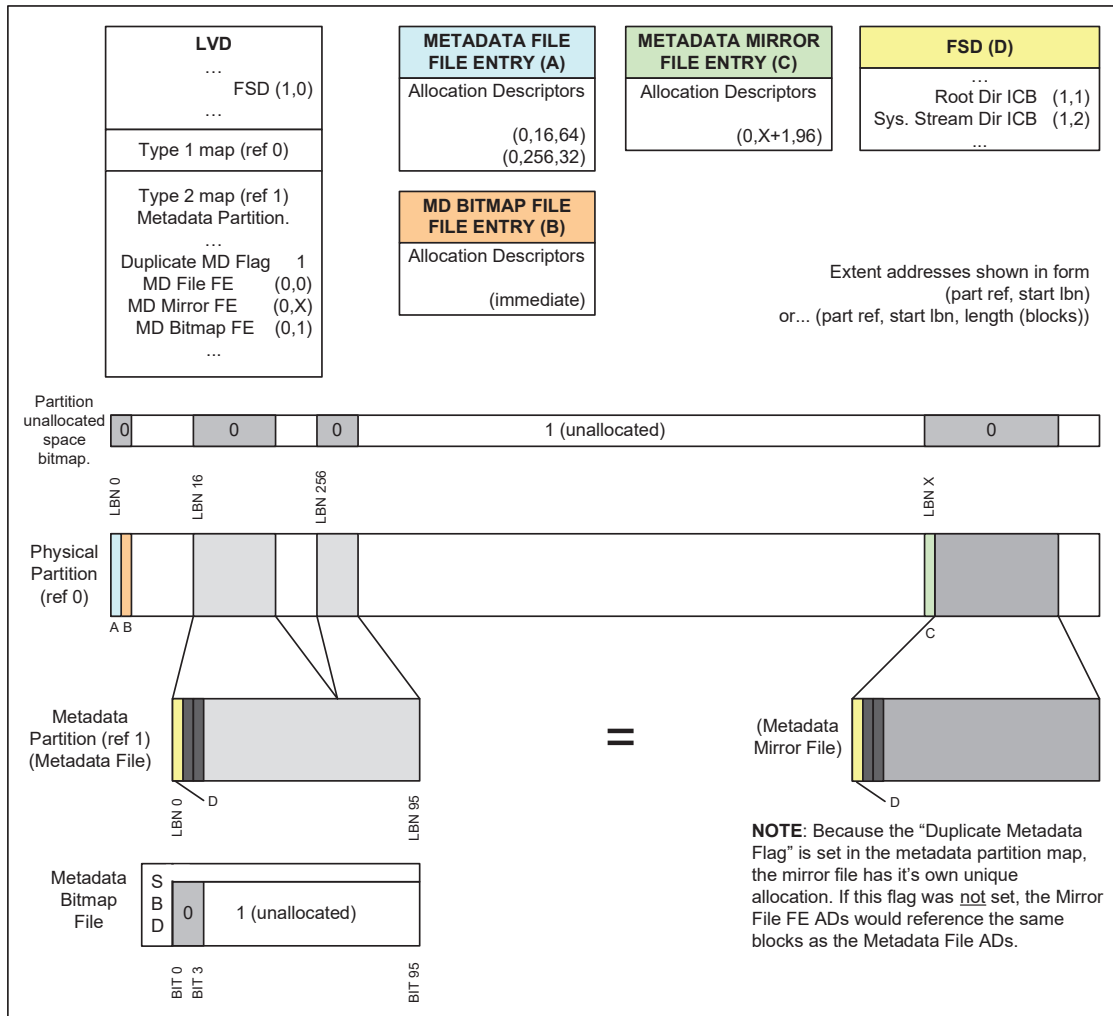 LVD
…
FSD (1,0)
…
Type 1 map (ref 0)
Type 2 map (ref 1)
Metadata Partition.
…
Duplicate MD Flag 1
MD File FE (0,0)
MD Mirror FE (0,X)
MD Bitmap FE (0,1)
...
METADATA FILE
FILE ENTRY (A)
Allocation Descriptors
(0,16,64)
(0,256,32)
METADATA MIRROR
FILE ENTRY (C)
Allocation Descriptors
(0,X+1,96)
FSD (D)
…
Root Dir ICB (1,1)
Sys. Stream Dir ICB (1,2)
...
MD BITMAP FILE
FILE ENTRY (B)
Allocation Descriptors
(immediate)
Extent addresses shown in form
(part ref, start lbn)
or... (part ref, start lbn, length (blocks))
Partition
unallocated
space
bitmap.
0
0
0
1 (unallocated)
0
LBN 0
LBN 16
LBN 256
LBN X
Physical
Partition
(ref 0)
A
B
C
Metadata
Partition (ref 1)
(Metadata File)
D
LBN 0
LBN 95
=
(Metadata
Mirror File)
D
Metadata
Bitmap
File
S
B
D
0
1 (unallocated)
BIT 0
BIT 3
BIT 95
NOTE: Because the “Duplicate Metadata
Flag” is set in the metadata partition map,
the mirror file has it’s own unique
allocation. If this flag was not set, the Mirror
File FE ADs would reference the same
blocks as the Metadata File ADs.